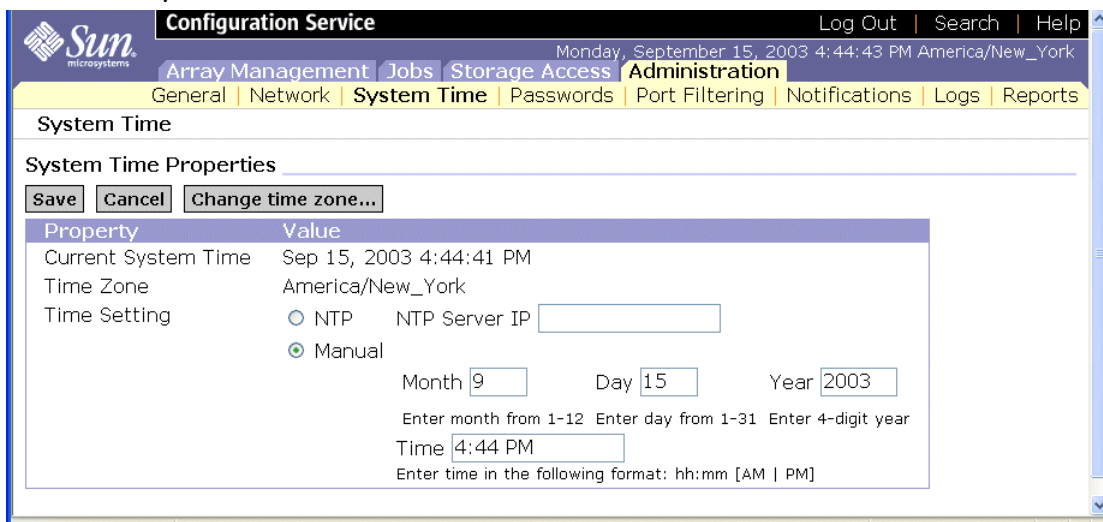 Configuration Service Log Out | Search | Help
Sun microsystems
Monday, September 15, 2003 4:44:43 PM America/New_York
Array Management Jobs Storage Access Administration
General | Network | System Time | Passwords | Port Filtering | Notifications | Logs | Reports
System Time
System Time Properties
Save Cancel Change time zone...
Property Value
Current System Time Sep 15, 2003 4:44:41 PM
Time Zone America/New_York
Time Setting NTP NTP Server IP
Manual
Month 9 Day 15 Year 2003
Enter month from 1-12 Enter day from 1-31 Enter 4-digit year
Time 4:44 PM
Enter time in the following format: hh:mm [AM | PM]